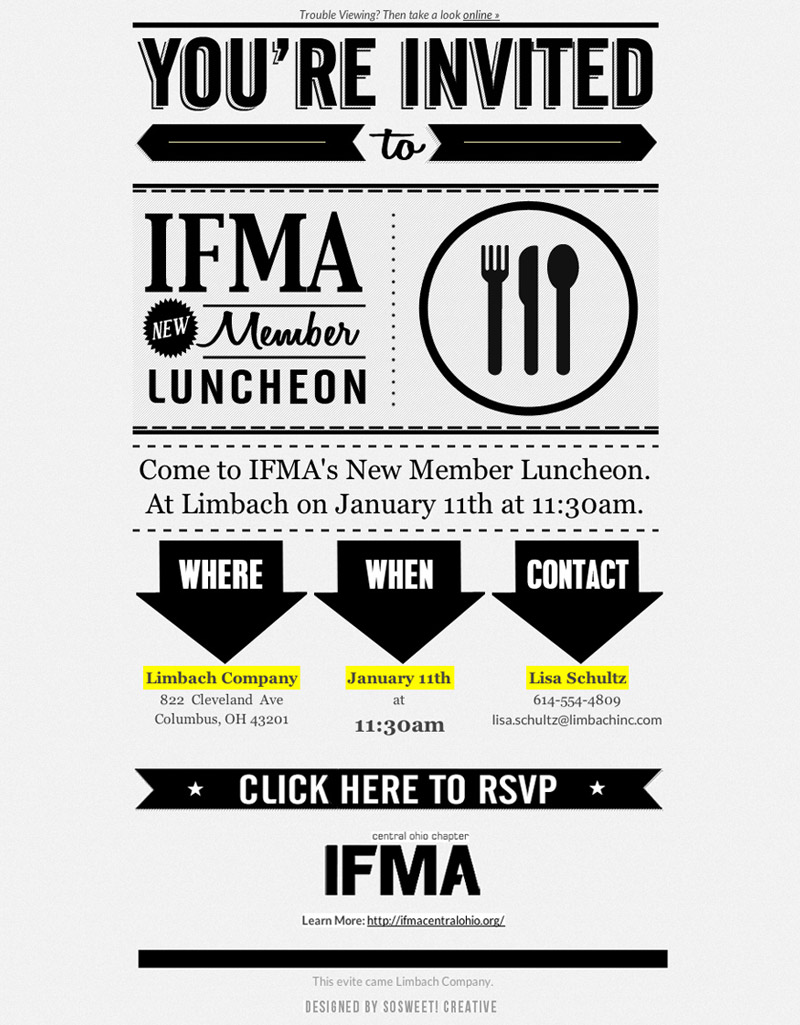 Trouble Viewing? Then take a look online »
YOU'RE INVITED
to
IFMA
NEW Member
LUNCHEON
Come to IFMA's New Member Luncheon.
At Limbach on January 11th at 11:30am.
WHERE
Limbach Company
822 Cleveland Ave
Columbus, OH 43201
WHEN
January 11th
at
11:30am
CONTACT
Lisa Schultz
614-554-4809
lisa.schultz@limbachinc.com
CLICK HERE TO RSVP
central ohio chapter
IFMA
Learn More: http://ifmacentralohio.org/
This evite came Limbach Company.
DESIGNED BY SOSWEET! CREATIVE